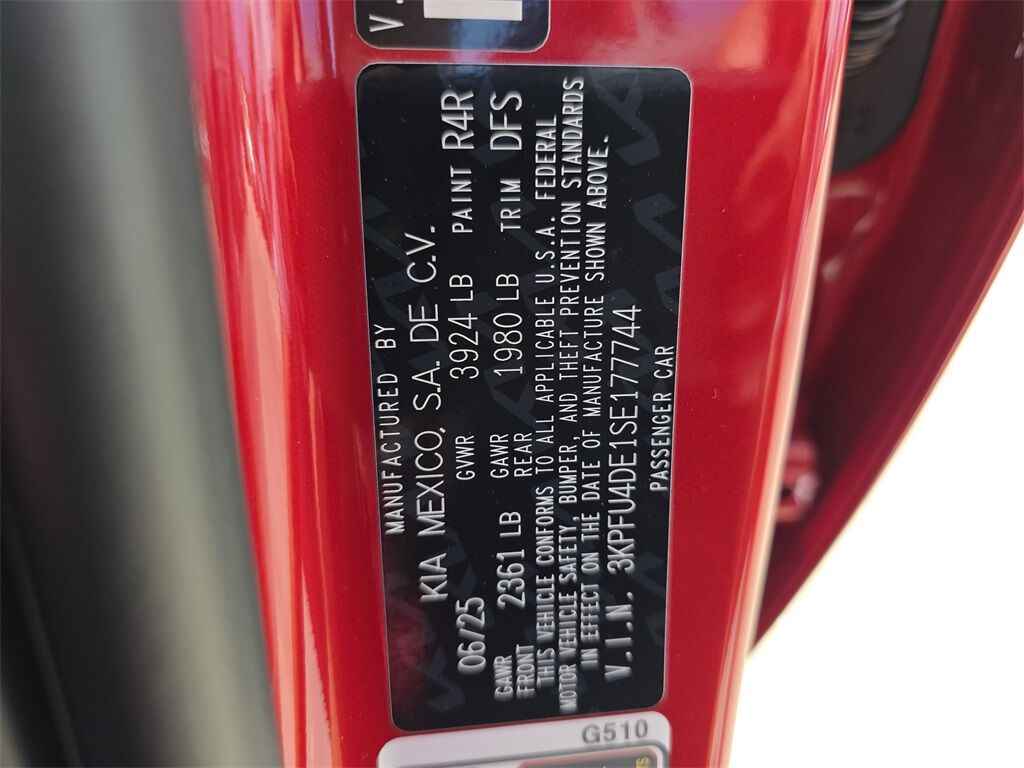 V.
MANUFACTURED BY
KIA MEXICO, S.A. DE C.V.
06/25 GVWR 3924 LB PAINT R4R
GAWR FRONT 2361 LB GAWR REAR 1980 LB TRIM DFS
THIS VEHICLE CONFORMS TO ALL APPLICABLE U.S.A. FEDERAL
MOTOR VEHICLE SAFETY, BUMPER, AND THEFT PREVENTION STANDARDS
IN EFFECT ON THE DATE OF MANUFACTURE SHOWN ABOVE.
V.I.N. 3KPFU4DE1SE177744
PASSENGER CAR
G510